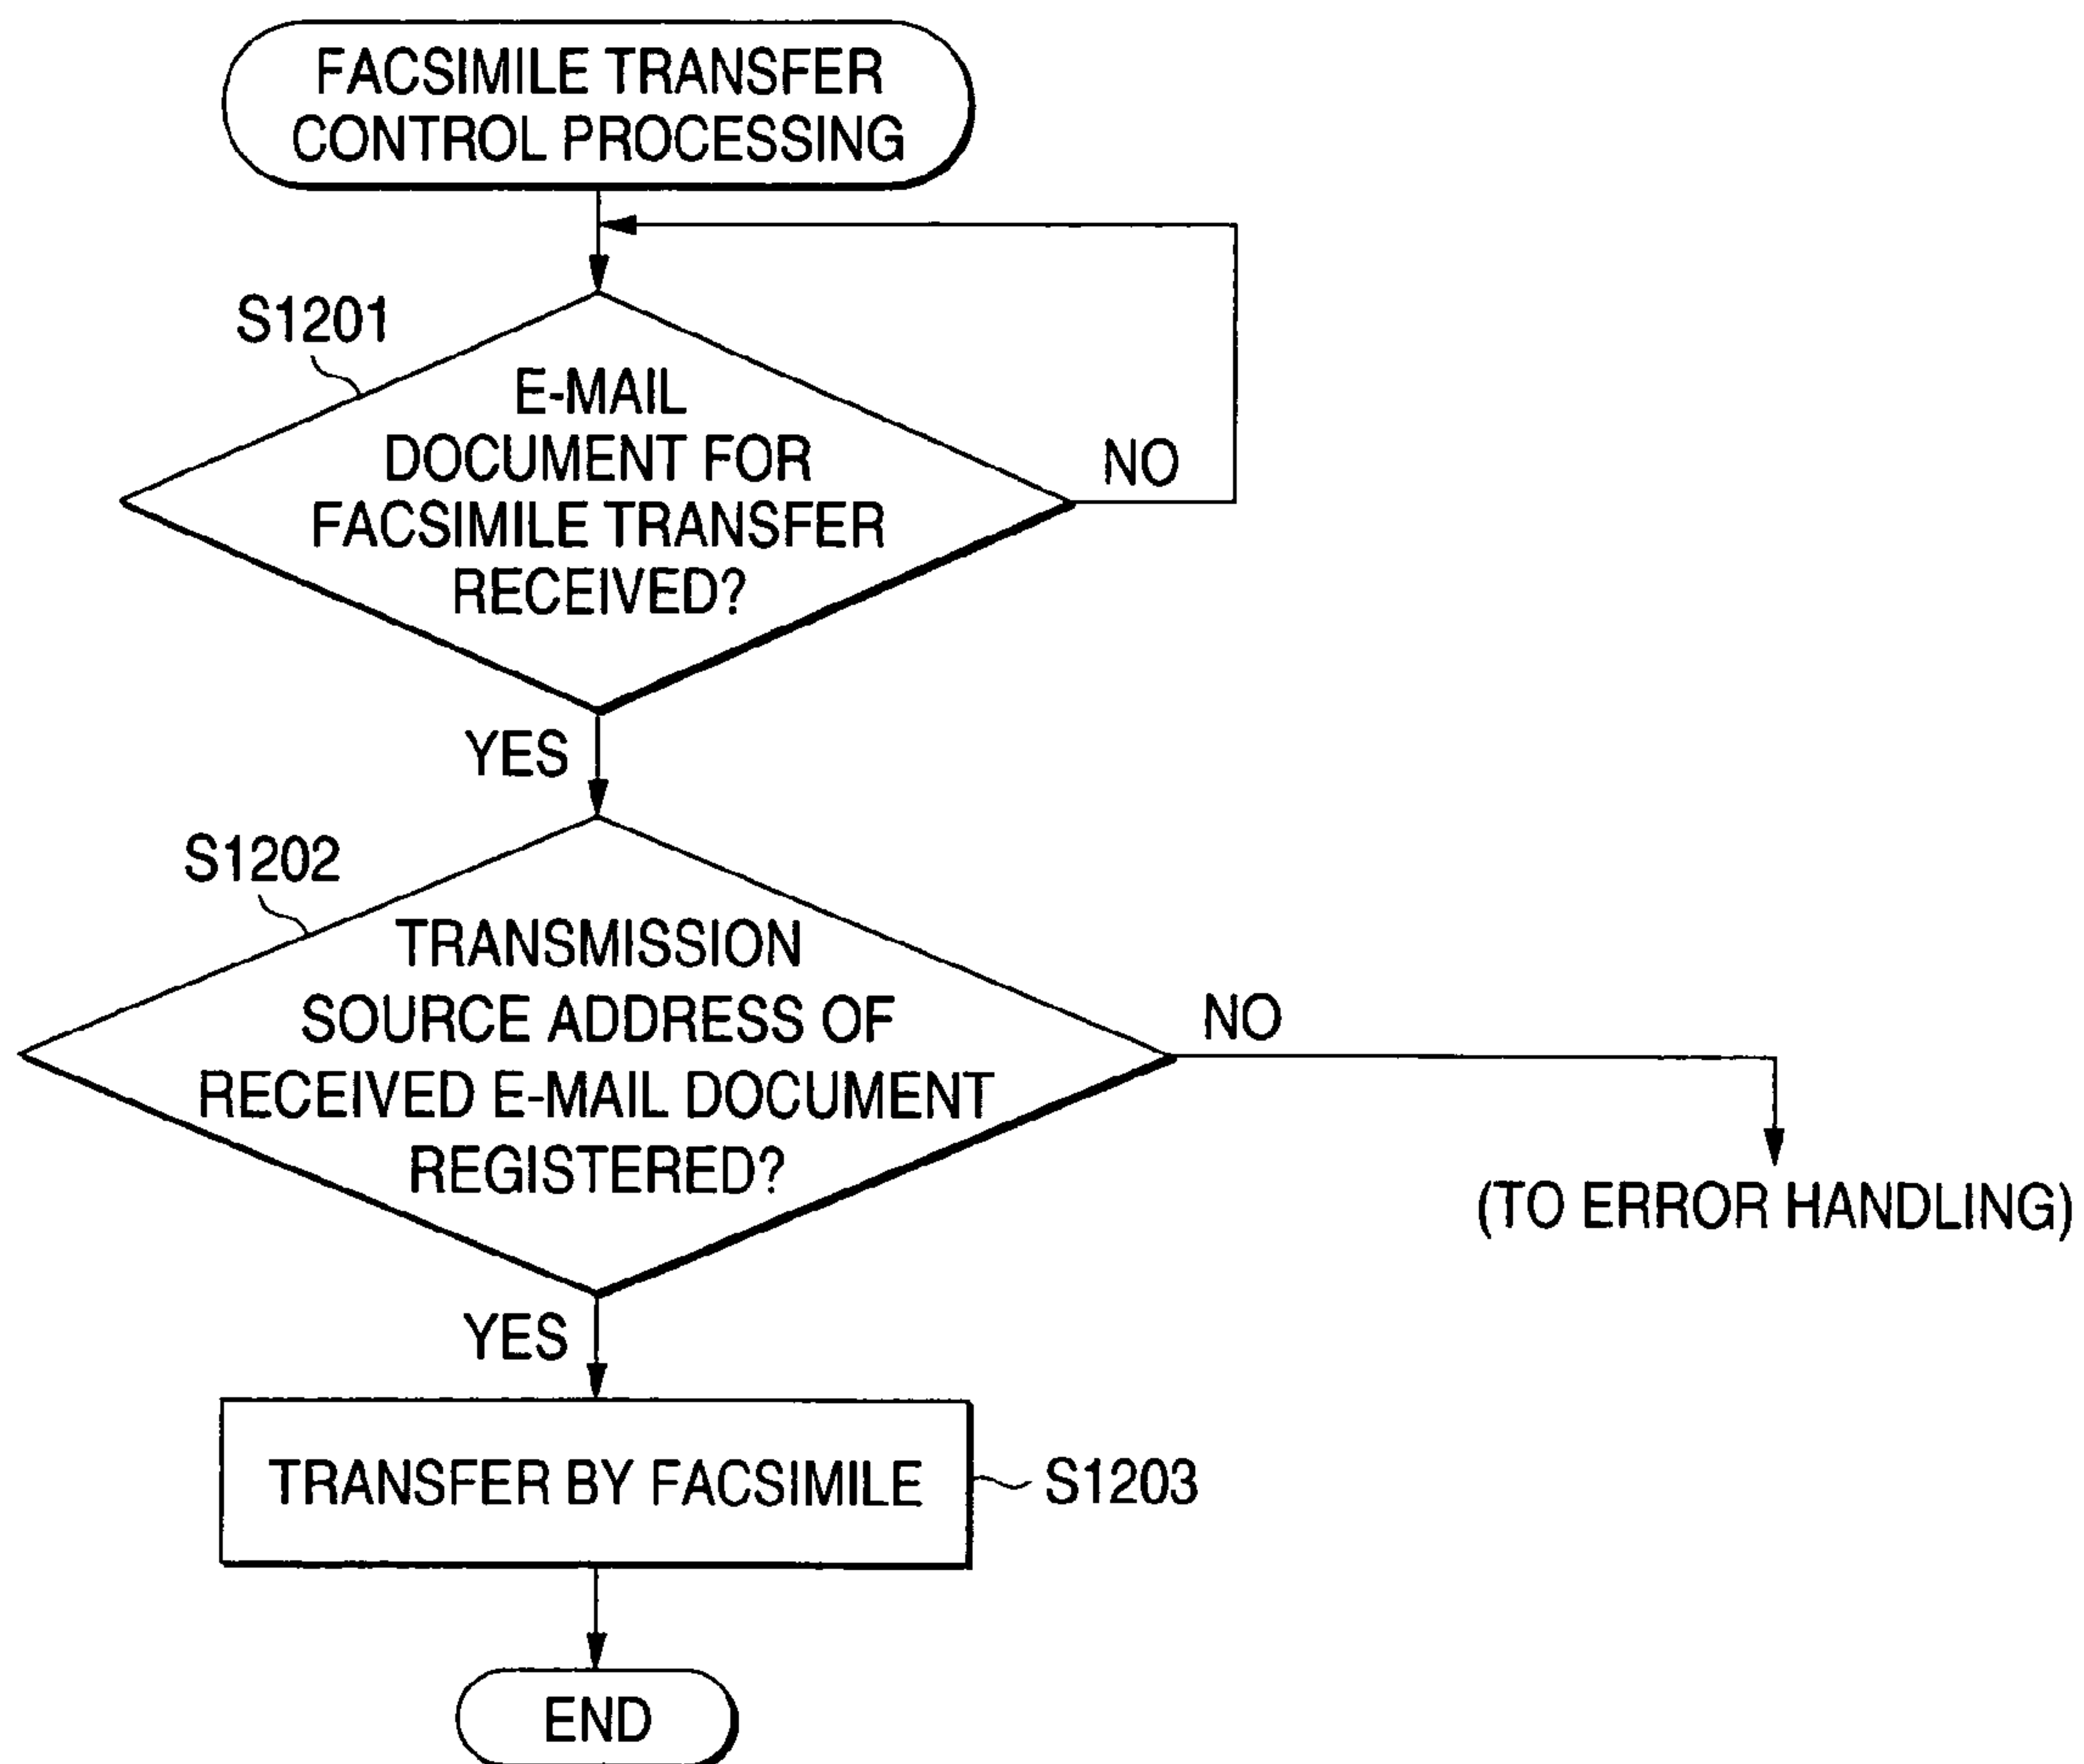 FACSIMILE TRANSFER
CONTROL PROCESSING
S1201
E-MAIL
DOCUMENT FOR
FACSIMILE TRANSFER
RECEIVED?
NO
YES
S1202
TRANSMISSION
SOURCE ADDRESS OF
RECEIVED E-MAIL DOCUMENT
REGISTERED?
NO
(TO ERROR HANDLING)
YES
TRANSFER BY FACSIMILE
S1203
END